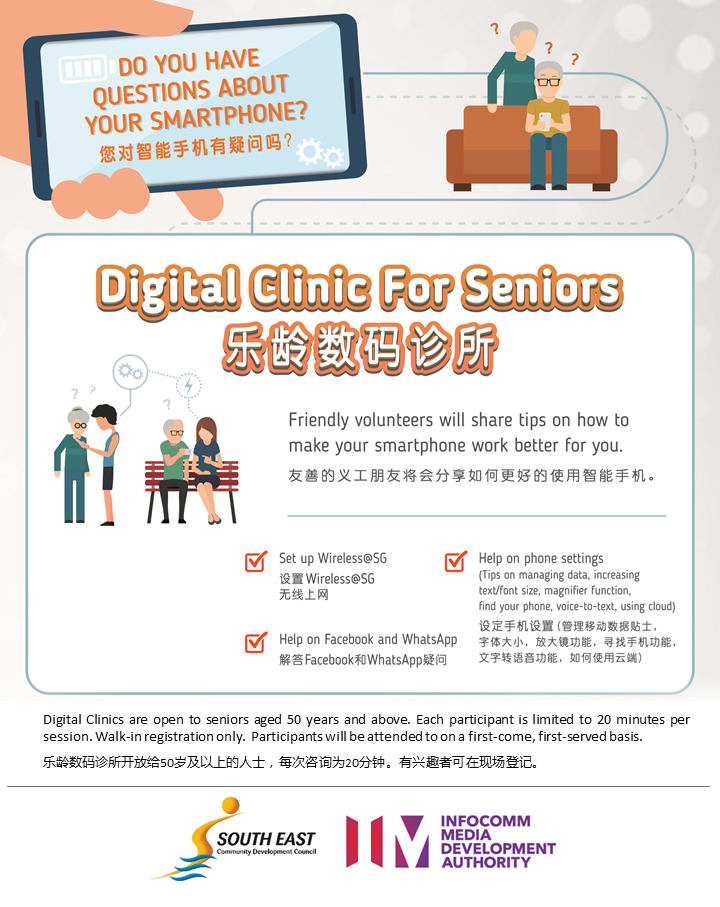 DO YOU HAVE
QUESTIONS ABOUT
YOUR SMARTPHONE?
您对智能手机有疑问吗?
? ? ?
Digital Clinic For Seniors
乐龄数码诊所
? ? ?
Friendly volunteers will share tips on how to
make your smartphone work better for you.
友善的义工朋友将会分享如何更好的使用智能手机。
Set up Wireless@SG
设置Wireless@SG
无线上网
Help on Facebook and WhatsApp
解答Facebook和WhatsApp疑问
Help on phone settings
(Tips on managing data, increasing
text/font size, magnifier function,
find your phone, voice-to-text, using cloud)
设定手机设置 (管理移动数据贴士，
字体大小，放大镜功能，寻找手机功能，
文字转语音功能，如何使用云端)
Digital Clinics are open to seniors aged 50 years and above. Each participant is limited to 20 minutes per
session. Walk-in registration only. Participants will be attended to on a first-come, first-served basis.
乐龄数码诊所开放给50岁及以上的人士，每次咨询为20分钟。有兴趣者可在现场登记。
SOUTH EAST
Community Development Council
INFOCOMM
MEDIA
DEVELOPMENT
AUTHORITY